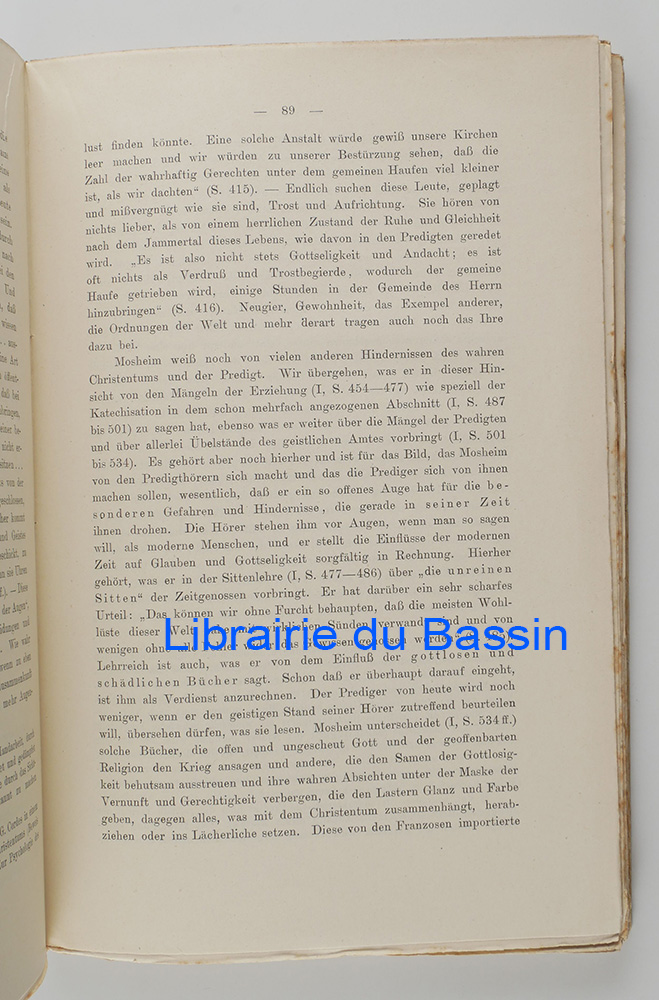 — 89 —
lust finden könnte. Eine solche Anstalt würde gewiß unsere Kirchen
leer machen und wir würden zu unserer Bestürzung sehen, daß die
Zahl der wahrhaftig Gerechten unter dem gemeinen Haufen viel kleiner
ist, als wir dachten“ (S. 415). — Endlich suchen diese Leute, geplagt
und mißvergnügt wie sie sind, Trost und Aufrichtung. Sie hören von
nichts lieber, als von einem herrlichen Zustand der Ruhe und Gleichheit
nach dem Jammertal dieses Lebens, wie davon in den Predigten geredet
wird. „Es ist also nicht stets Gottseligkeit und Andacht; es ist
oft nichts als Verdruß und Trostbegierde, wodurch der gemeine
Haufe getrieben wird, einige Stunden in der Gemeinde des Herrn
hinzubringen“ (S. 416). Neugier, Gewohnheit, das Exempel anderer,
die Ordnungen der Welt und mehr derart tragen auch noch das Ihre
dazu bei.
Mosheim weiß noch von vielen anderen Hindernissen des wahren
Christentums und der Predigt. Wir übergehen, was er in dieser Hin-
sicht von den Mängeln der Erziehung (I, S. 454—477) wie speziell der
Katechisation in dem schon mehrfach angezogenen Abschnitt (I, S. 487
bis 501) zu sagen hat, ebenso was er weiter über die Mängel der Predigten
und über allerlei Übelstände des geistlichen Amtes vorbringt (I, S. 501
bis 534). Es gehört aber noch hierher und ist für das Bild, das Mosheim
von den Predigthörern sich macht und das die Prediger sich von ihnen
machen sollen, wesentlich, daß er ein so offenes Auge hat für die be-
sonderen Gefahren und Hindernisse, die gerade in seiner Zeit
ihnen drohen. Die Hörer stehen ihm vor Augen, wenn man so sagen
will, als moderne Menschen, und er stellt die Einflüsse der modernen
Zeit auf Glauben und Gottseligkeit sorgfältig in Rechnung. Hierher
gehört, was er in der Sittenlehre (I, S. 477—486) über „die unreinen
Sitten“ der Zeitgenossen vorbringt. Er hat darüber ein sehr scharfes
Urteil: „Das können wir ohne Furcht behaupten, daß die meisten Wohl-
lüste dieser Welt mit wirklichen Sünden verwandt sind und von
wenigen ohne das Gewissen genossen werden“
Librairie du Bassin
Lehrreich ist auch, was er von dem Einfluß der gottlosen und
schädlichen Bücher sagt. Schon daß er überhaupt darauf eingeht,
ist ihm als Verdienst anzurechnen. Der Prediger von heute wird noch
weniger, wenn er den geistigen Stand seiner Hörer zutreffend beurteilen
will, übersehen dürfen, was sie lesen. Mosheim unterscheidet (I, S. 534 ff.)
solche Bücher, die offen und ungescheut Gott und der geoffenbarten
Religion den Krieg ansagen und andere, die den Samen der Gottlosig-
keit behutsam ausstreuen und ihre wahren Absichten unter der Maske der
Vernunft und Gerechtigkeit verbergen, die den Lastern Glanz und Farbe
geben, dagegen alles, was mit dem Christentum zusammenhängt, herab-
ziehen oder ins Lächerliche setzen. Diese von den Franzosen importierte